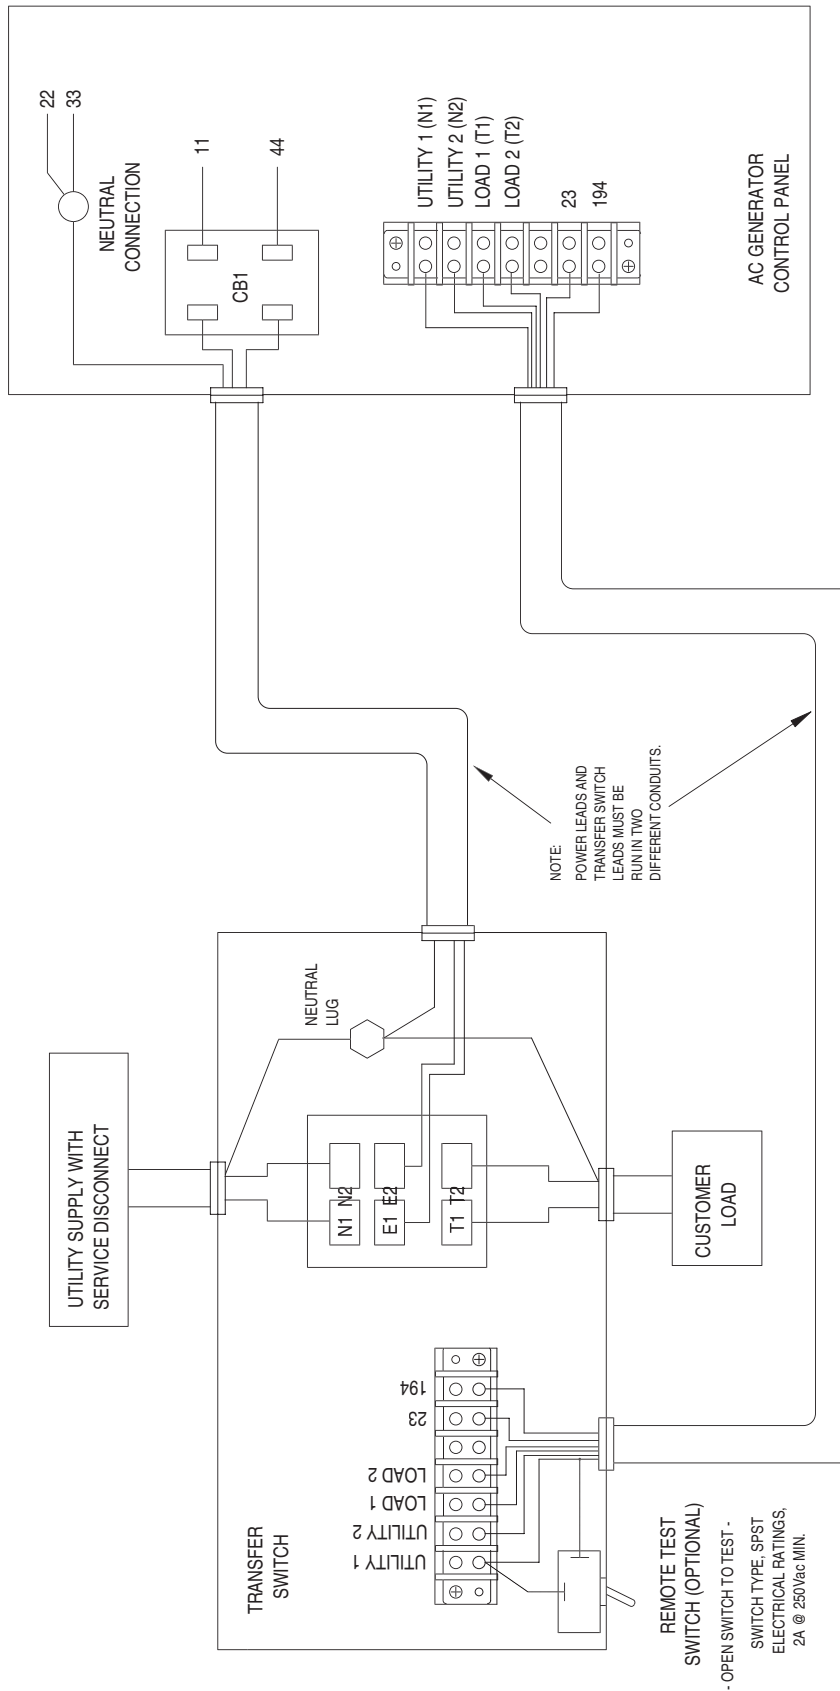 UTILITY SUPPLY WITH
SERVICE DISCONNECT
TRANSFER
SWITCH
NEUTRAL
LUG
N1 N2
E1 E2
T1 T2
UTILITY 1
UTILITY 2
LOAD 1
LOAD 2
23
194
CUSTOMER
LOAD
REMOTE TEST
SWITCH (OPTIONAL)
- OPEN SWITCH TO TEST -
SWITCH TYPE, SPST
ELECTRICAL RATINGS,
2A @ 250Vac MIN.
NOTE:
POWER LEADS AND
TRANSFER SWITCH
LEADS MUST BE
RUN IN TWO
DIFFERENT CONDUITS.
22
33
NEUTRAL
CONNECTION
11
44
CB1
UTILITY 1 (N1)
UTILITY 2 (N2)
LOAD 1 (T1)
LOAD 2 (T2)
23
194
AC GENERATOR
CONTROL PANEL